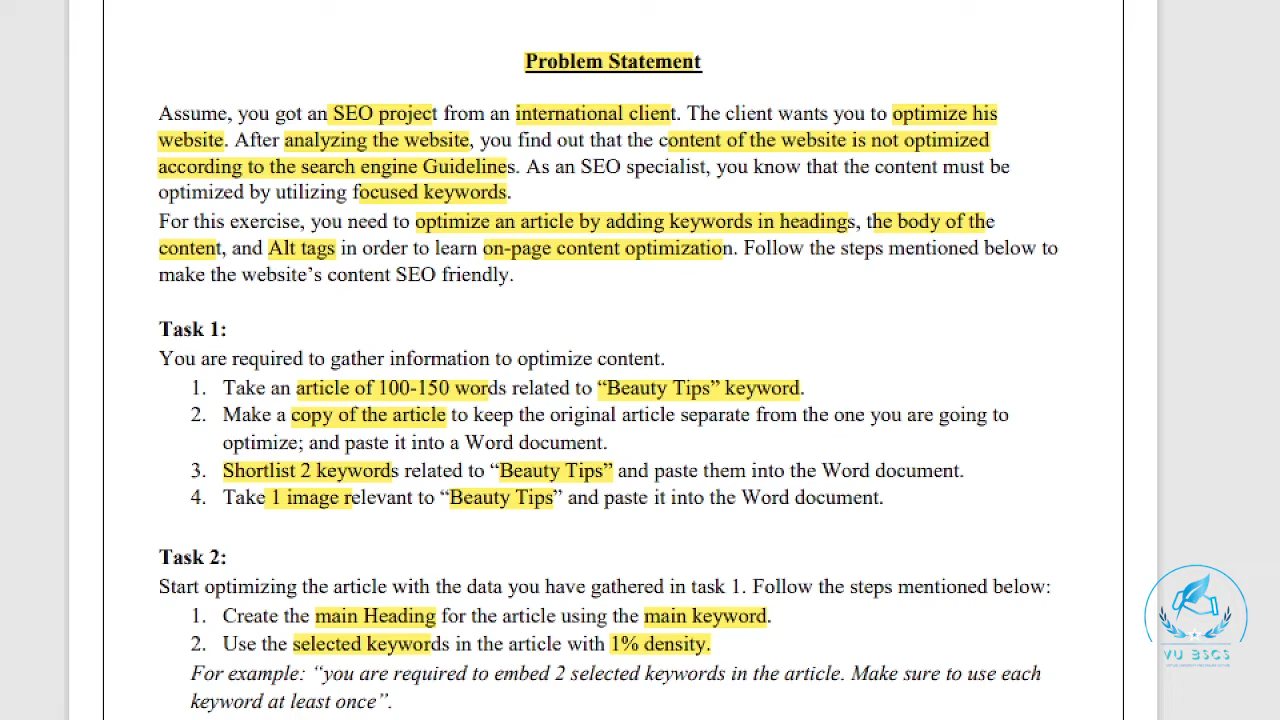 Problem Statement
Assume, you got an SEO project from an international client. The client wants you to optimize his
website. After analyzing the website, you find out that the content of the website is not optimized
according to the search engine Guidelines. As an SEO specialist, you know that the content must be
optimized by utilizing focused keywords.
For this exercise, you need to optimize an article by adding keywords in headings, the body of the
content, and Alt tags in order to learn on-page content optimization. Follow the steps mentioned below to
make the website’s content SEO friendly.
Task 1:
You are required to gather information to optimize content.
1. Take an article of 100-150 words related to “Beauty Tips” keyword.
2. Make a copy of the article to keep the original article separate from the one you are going to
optimize; and paste it into a Word document.
3. Shortlist 2 keywords related to “Beauty Tips” and paste them into the Word document.
4. Take 1 image relevant to “Beauty Tips” and paste it into the Word document.
Task 2:
Start optimizing the article with the data you have gathered in task 1. Follow the steps mentioned below:
1. Create the main Heading for the article using the main keyword.
2. Use the selected keywords in the article with 1% density.
For example: “you are required to embed 2 selected keywords in the article. Make sure to use each
keyword at least once”.
VU BSCS